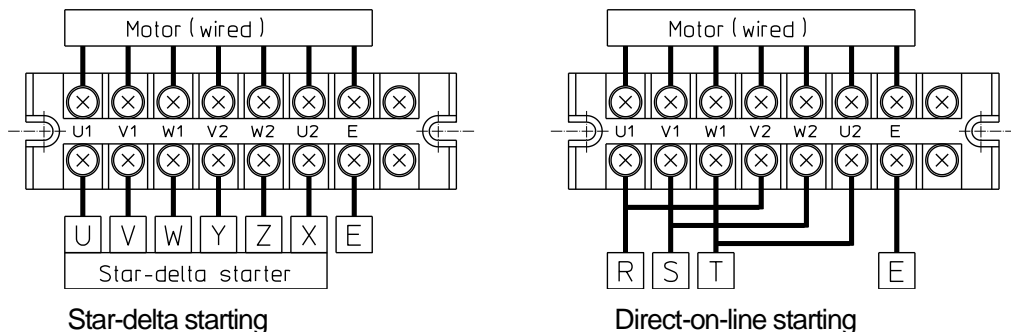 Motor (wired)
U1 V1 W1 V2 W2 U2 E
U V W Y Z X E
Star-delta starter
Star-delta starting
Motor (wired)
U1 V1 W1 V2 W2 U2 E
R S T E
Direct-on-line starting